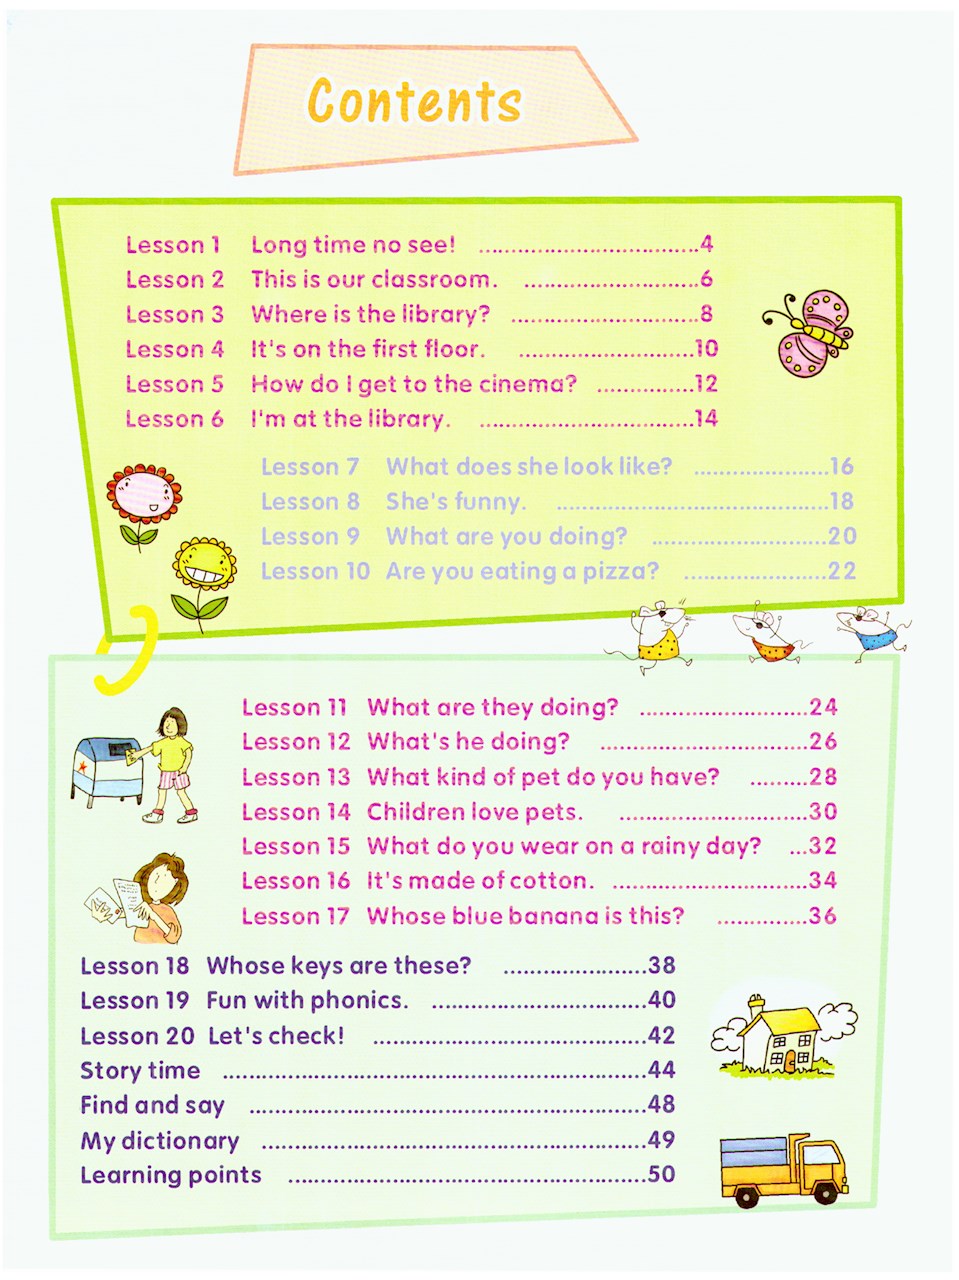 Contents
Lesson 1 Long time no see! ..................................4
Lesson 2 This is our classroom. ...........................6
Lesson 3 Where is the library? .............................8
Lesson 4 It's on the first floor. ...........................10
Lesson 5 How do I get to the cinema? ...............12
Lesson 6 I'm at the library. .................................14
Lesson 7 What does she look like? .....................16
Lesson 8 She's funny. ..........................................18
Lesson 9 What are you doing? ...........................20
Lesson 10 Are you eating a pizza? ......................22
Lesson 11 What are they doing? ..........................24
Lesson 12 What's he doing? ................................26
Lesson 13 What kind of pet do you have? .........28
Lesson 14 Children love pets. .............................30
Lesson 15 What do you wear on a rainy day? ...32
Lesson 16 It's made of cotton. ..................................34
Lesson 17 Whose blue banana is this? ..............36
Lesson 18 Whose keys are these? ......................38
Lesson 19 Fun with phonics. .................................40
Lesson 20 Let's check! ..........................................42
Story time .................................................................44
Find and say .............................................................48
My dictionary ...........................................................49
Learning points .......................................................50